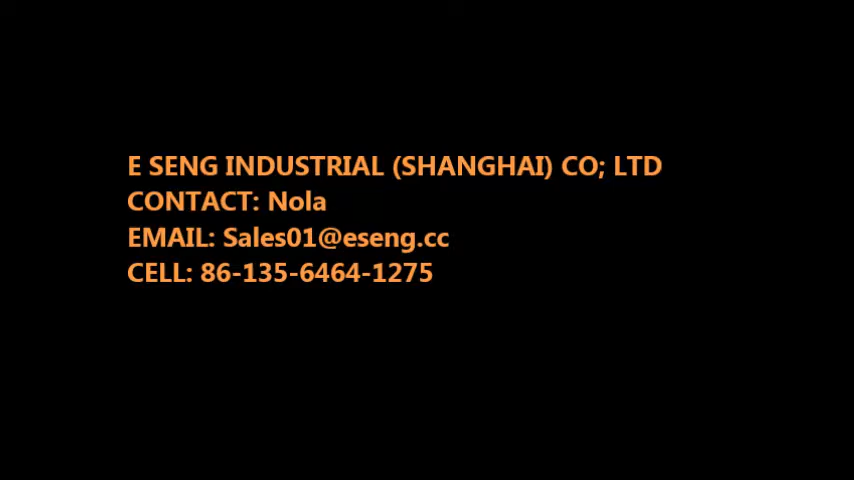 E SENG INDUSTRIAL (SHANGHAI) CO; LTD
CONTACT: Nola
EMAIL: Sales01@eseng.cc
CELL: 86-135-6464-1275